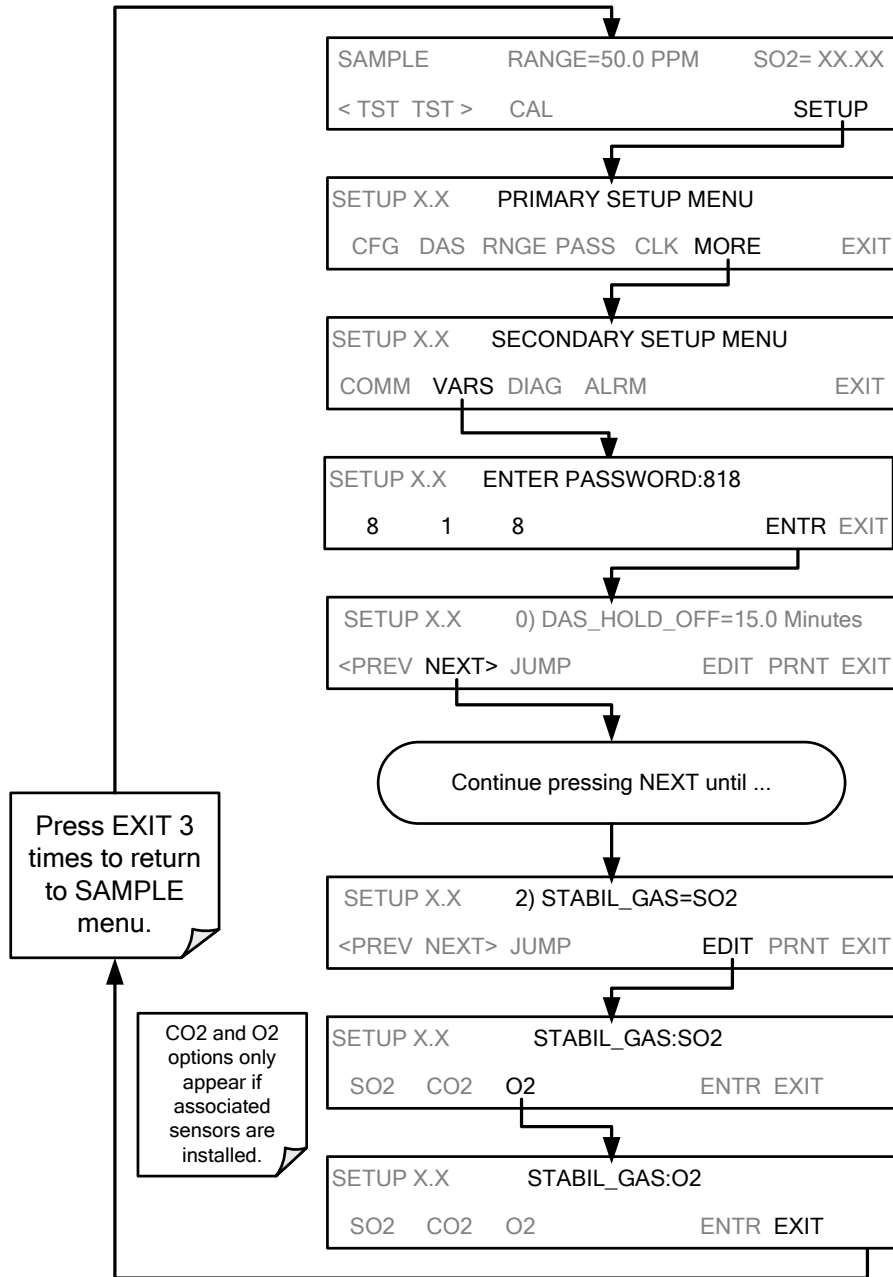 SAMPLE RANGE=50.0 PPM SO2= XX.XX
< TST TST > CAL SETUP
SETUP X.X PRIMARY SETUP MENU
CFG DAS RNGE PASS CLK MORE EXIT
SETUP X.X SECONDARY SETUP MENU
COMM VARS DIAG ALRM EXIT
SETUP X.X ENTER PASSWORD:818
8 1 8 ENTR EXIT
SETUP X.X 0) DAS_HOLD_OFF=15.0 Minutes
<PREV NEXT> JUMP EDIT PRNT EXIT
Continue pressing NEXT until ...
SETUP X.X 2) STABIL_GAS=SO2
<PREV NEXT> JUMP EDIT PRNT EXIT
SETUP X.X STABIL_GAS:SO2
SO2 CO2 O2 ENTR EXIT
SETUP X.X STABIL_GAS:O2
SO2 CO2 O2 ENTR EXIT
Press EXIT 3
times to return
to SAMPLE
menu.
CO2 and O2
options only
appear if
associated
sensors are
installed.